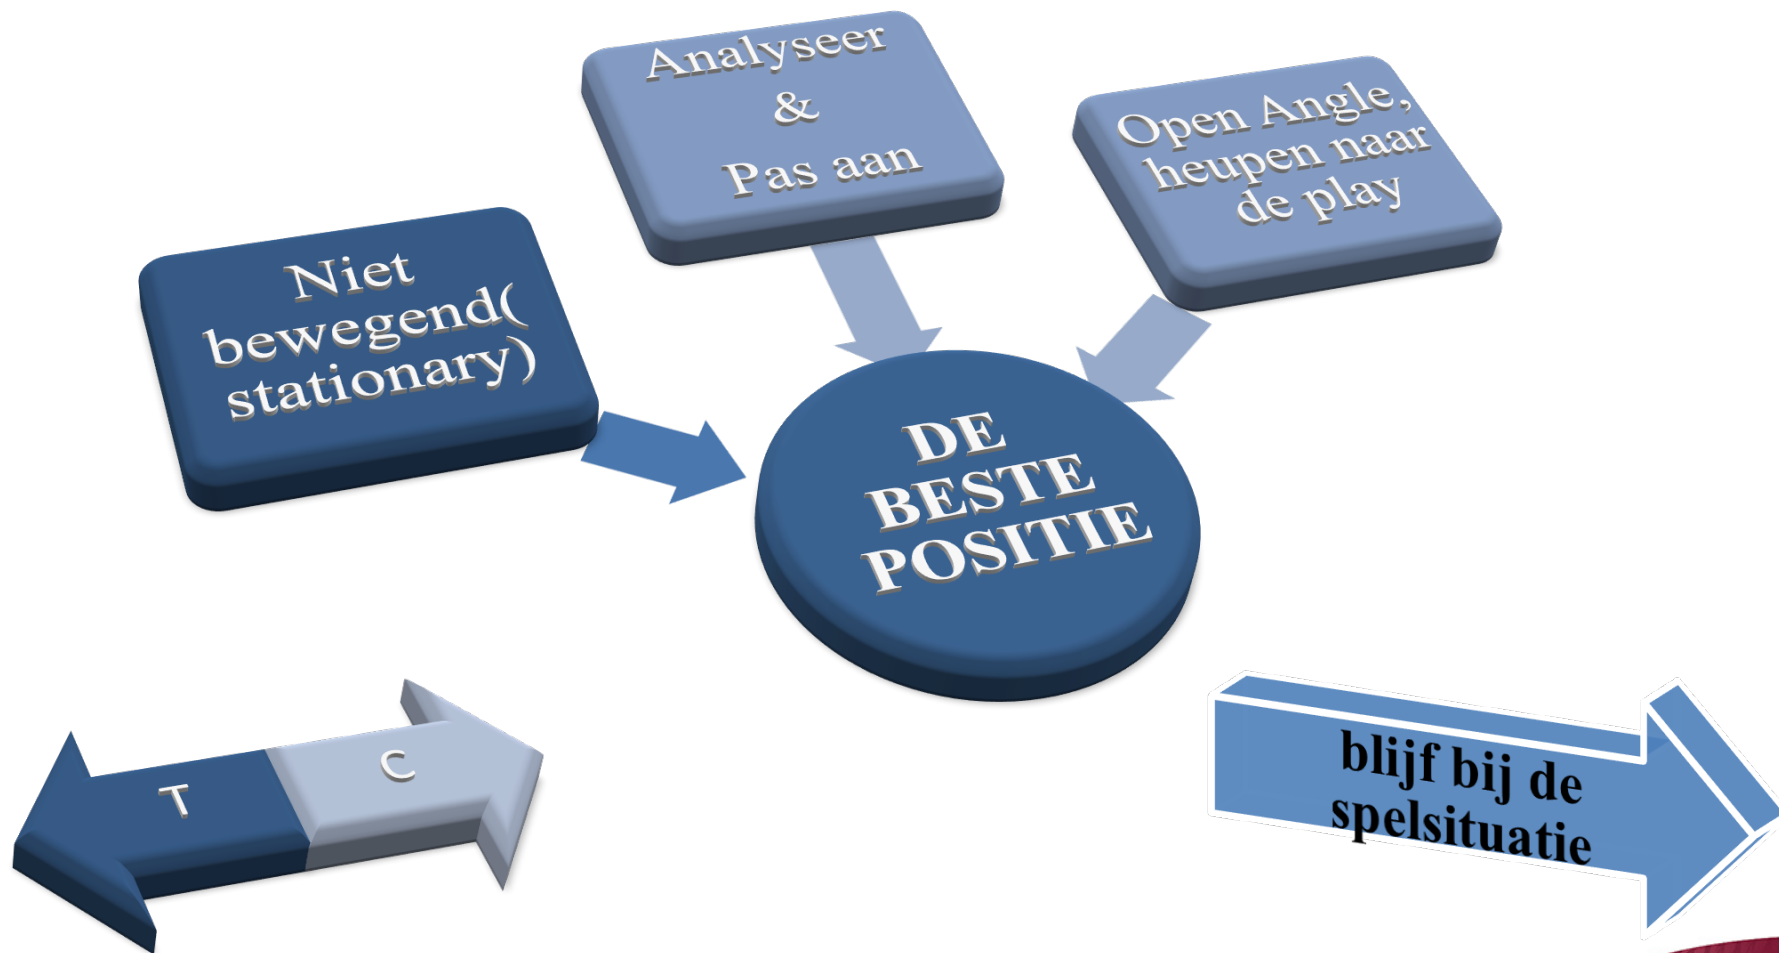 Analyseer
&
Pas aan
Open Angle,
heupen naar
de play
Niet
bewegend(
stationary)
DE
BESTE
POSITIE
T
C
blijf bij de
spelsituatie